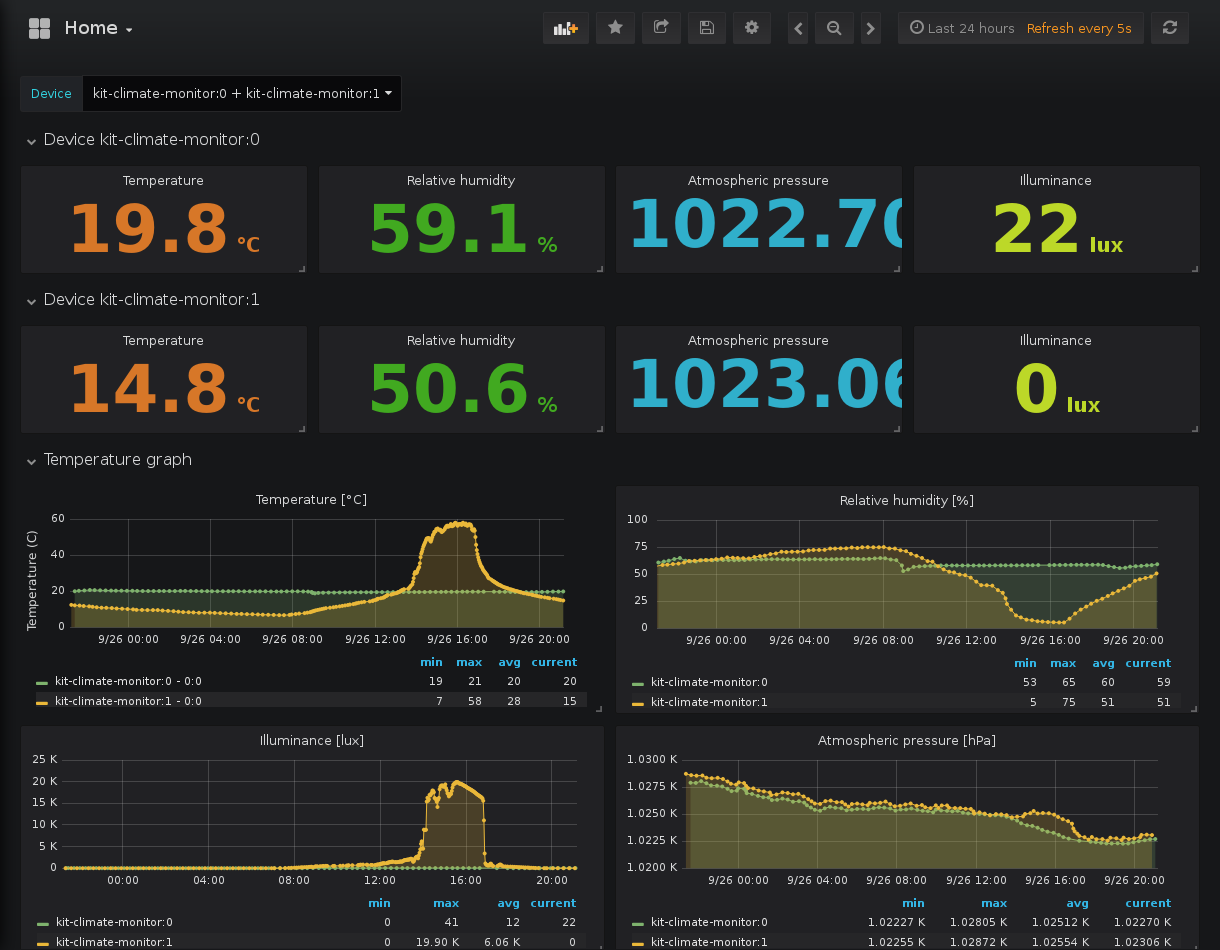 Home
Last 24 hours Refresh every 5s
Device kit-climate-monitor:0 + kit-climate-monitor:1
Device kit-climate-monitor:0
Temperature Relative humidity Atmospheric pressure Illuminance
19.8 °C 59.1 % 1022.70 22 lux
Device kit-climate-monitor:1
Temperature Relative humidity Atmospheric pressure Illuminance
14.8 °C 50.6 % 1023.06 0 lux
Temperature graph
Temperature [°C]
Temperature (C)
60
40
20
0
9/26 00:00 9/26 04:00 9/26 08:00 9/26 12:00 9/26 16:00 9/26 20:00
min max avg current
kit-climate-monitor:0 - 0:0 19 21 20 20
kit-climate-monitor:1 - 0:0 7 58 28 15
Relative humidity [%]
100
75
50
25
0
9/26 00:00 9/26 04:00 9/26 08:00 9/26 12:00 9/26 16:00 9/26 20:00
min max avg current
kit-climate-monitor:0 53 65 60 59
kit-climate-monitor:1 5 75 51 51
Illuminance [lux]
25 K
20 K
15 K
10 K
5 K
0
00:00 04:00 08:00 12:00 16:00 20:00
min max avg current
kit-climate-monitor:0 0 41 12 22
kit-climate-monitor:1 0 19.90 K 6.06 K 0
Atmospheric pressure [hPa]
1.0300 K
1.0275 K
1.0250 K
1.0225 K
1.0200 K
9/26 00:00 9/26 04:00 9/26 08:00 9/26 12:00 9/26 16:00 9/26 20:00
min max avg current
kit-climate-monitor:0 1.02227 K 1.02805 K 1.02512 K 1.02270 K
kit-climate-monitor:1 1.02255 K 1.02872 K 1.02554 K 1.02306 K